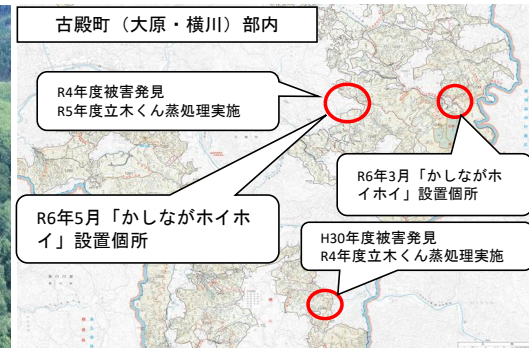 古殿町（大原・横川）部内
R4年度被害発見
R5年度立木くん蒸処理実施
R6年3月「かしながホ
イホイ」設置個所
R6年5月「かしながホイホ
イ」設置個所
H30年度被害発見
R4年度立木くん蒸処理実施